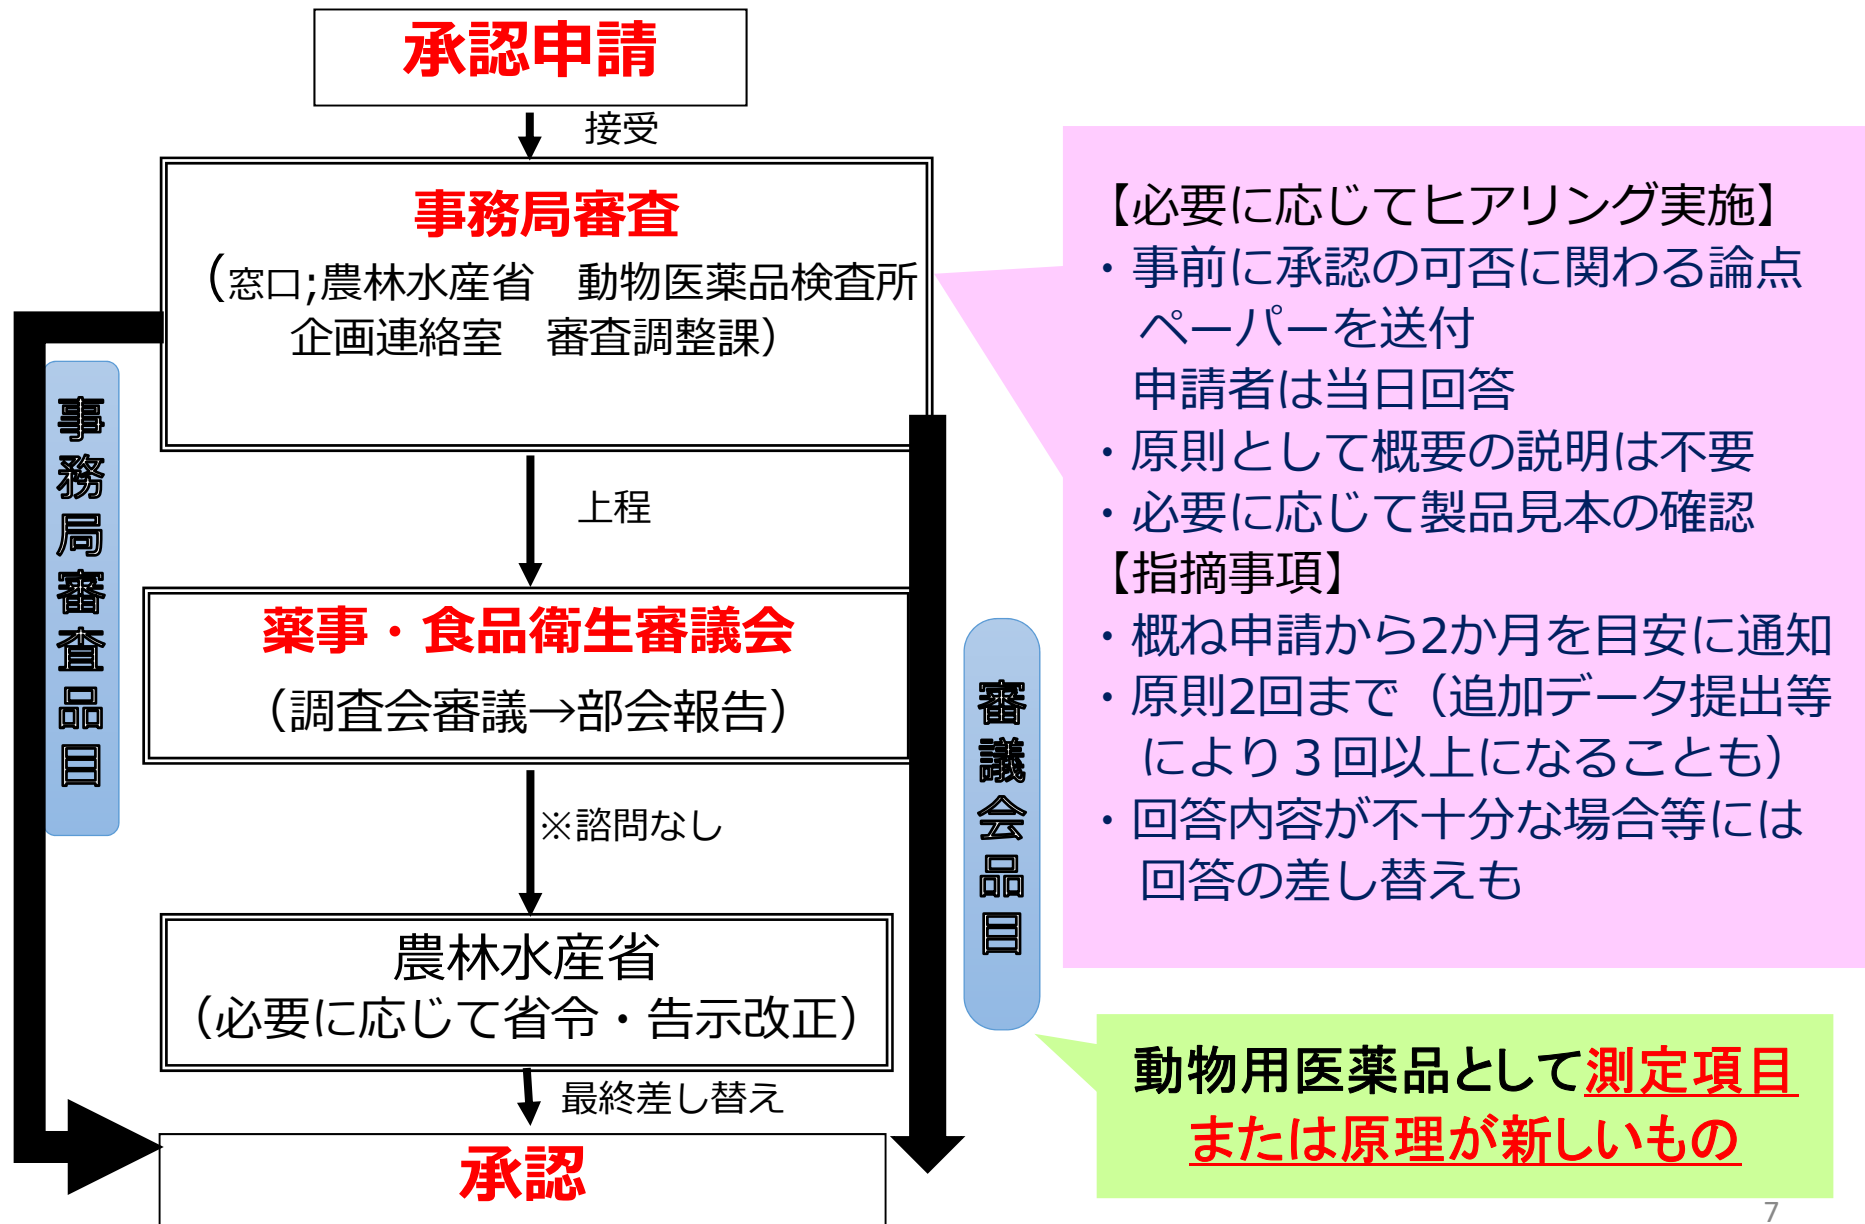 承認申請
接受
事務局審査
（窓口;農林水産省　動物医薬品検査所
企画連絡室　審査調整課）
上程
薬事・食品衛生審議会
（調査会審議→部会報告）
※諮問なし
農林水産省
（必要に応じて省令・告示改正）
最終差し替え
承認
事務局審査品目
審議会品目
【必要に応じてヒアリング実施】
・事前に承認の可否に関わる論点
ペーパーを送付
申請者は当日回答
・原則として概要の説明は不要
・必要に応じて製品見本の確認
【指摘事項】
・概ね申請から2か月を目安に通知
・原則2回まで（追加データ提出等
により３回以上になることも）
・回答内容が不十分な場合等には
回答の差し替えも
動物用医薬品として測定項目
または原理が新しいもの
7